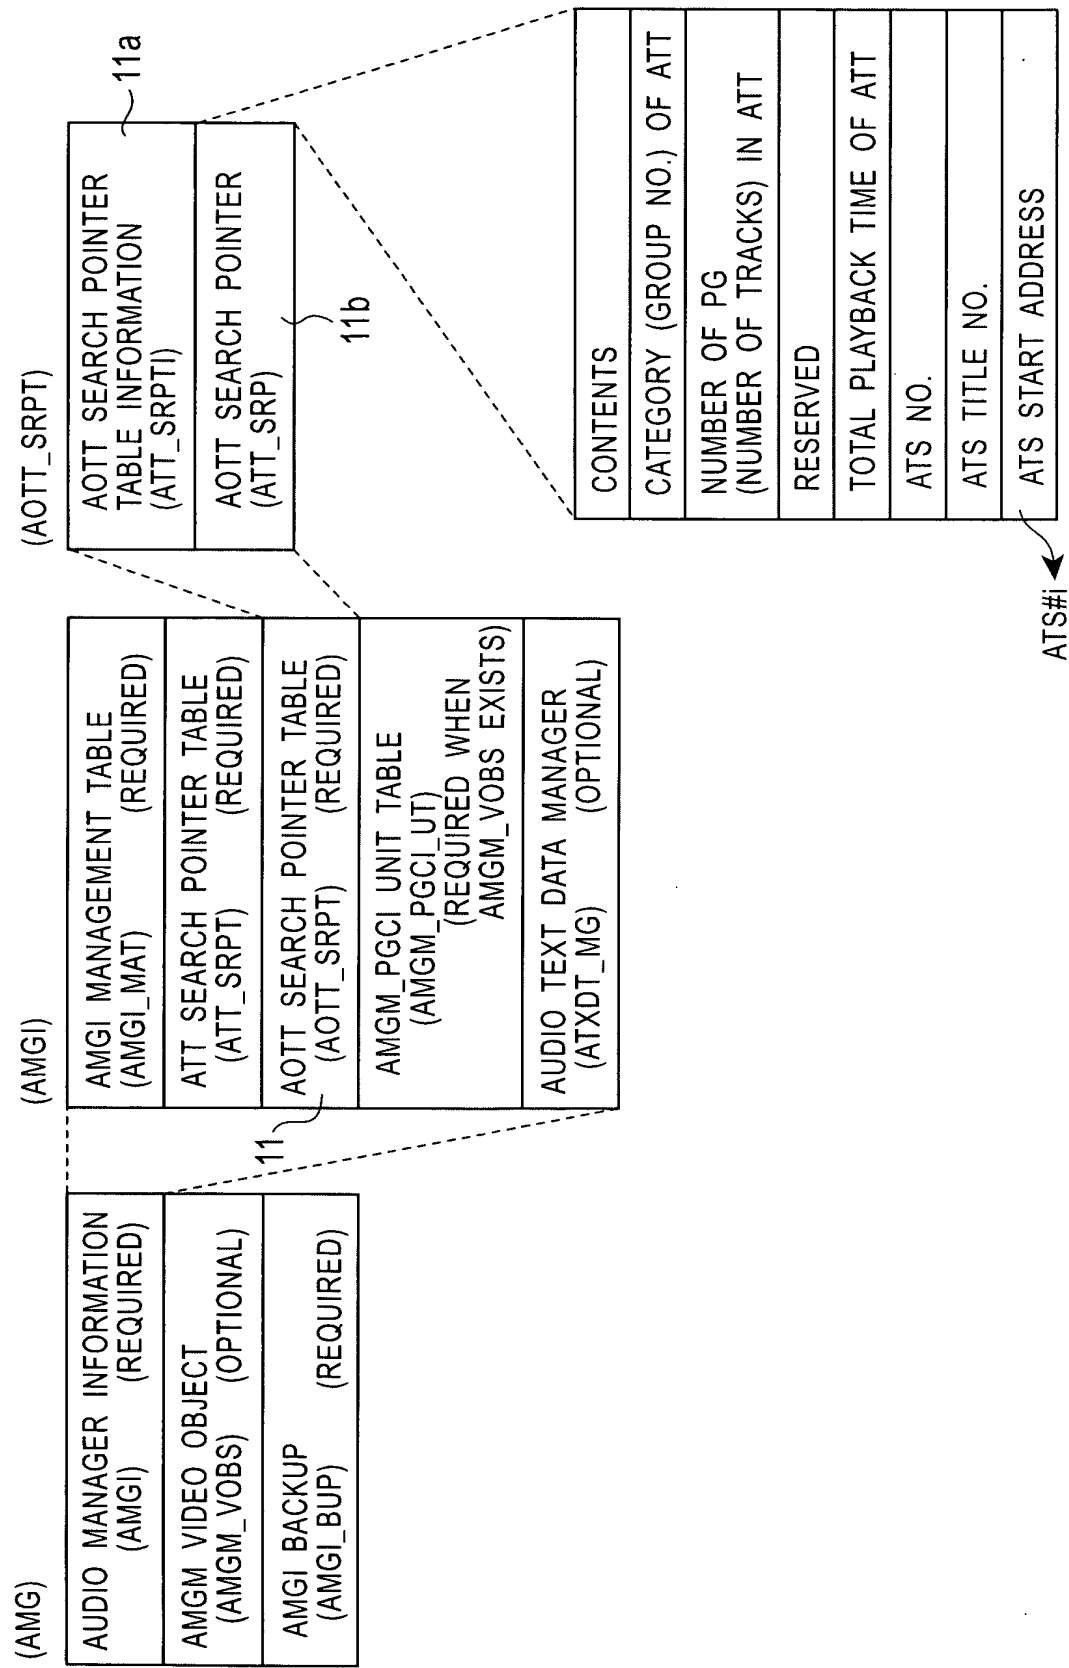 (AMG)
AUDIO MANAGER INFORMATION
(AMGI) (REQUIRED)
AMGM VIDEO OBJECT
(AMGM_VOBS) (OPTIONAL)
AMGI BACKUP
(AMGI_BUP) (REQUIRED)
(AMGI)
AMGI MANAGEMENT TABLE
(AMGI_MAT) (REQUIRED)
ATT SEARCH POINTER TABLE
(ATT_SRPT) (REQUIRED)
AOTT SEARCH POINTER TABLE
(AOTT_SRPT) (REQUIRED)
AMGM_PGCI UNIT TABLE
(AMGM_PGCI_UT)
(REQUIRED WHEN
AMGM_VOBS EXISTS)
AUDIO TEXT DATA MANAGER
(ATXDT_MG) (OPTIONAL)
11
(AOTT_SRPT)
AOTT SEARCH POINTER
TABLE INFORMATION
(ATT_SRPTI)
AOTT SEARCH POINTER
(ATT_SRP)
11a
11b
CONTENTS
CATEGORY (GROUP NO.) OF ATT
NUMBER OF PG
(NUMBER OF TRACKS) IN ATT
RESERVED
TOTAL PLAYBACK TIME OF ATT
ATS NO.
ATS TITLE NO.
ATS START ADDRESS
ATS#i